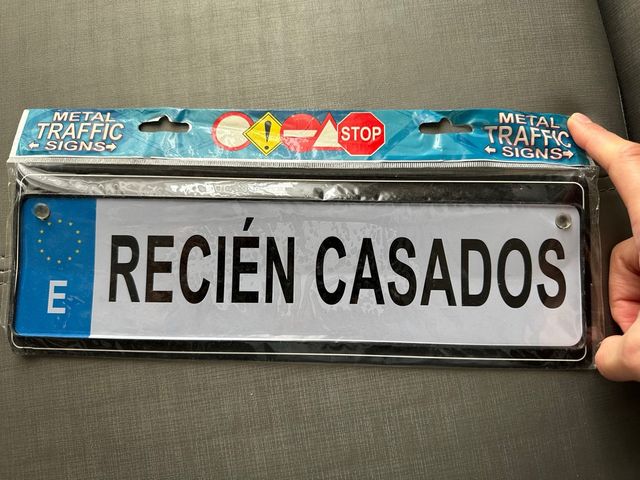 METAL
TRAFFIC
SIGNS
STOP
METAL
TRAFFIC
SIGNS
E
RECIÉN CASADOS